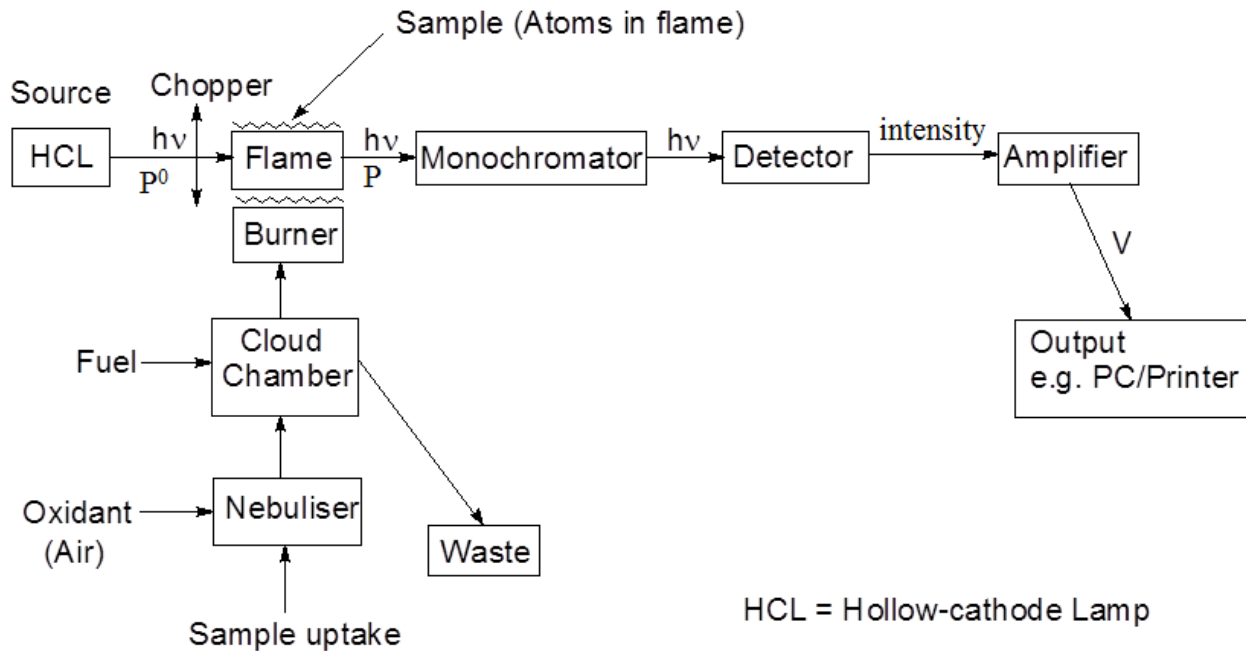 Sample (Atoms in flame)
Source
Chopper
HCL
hν
P⁰
Flame
hν
P
Monochromator
hν
Detector
intensity
Amplifier
Burner
V
Fuel
Cloud
Chamber
Output
e.g. PC/Printer
Oxidant
(Air)
Nebuliser
Waste
Sample uptake
HCL = Hollow-cathode Lamp